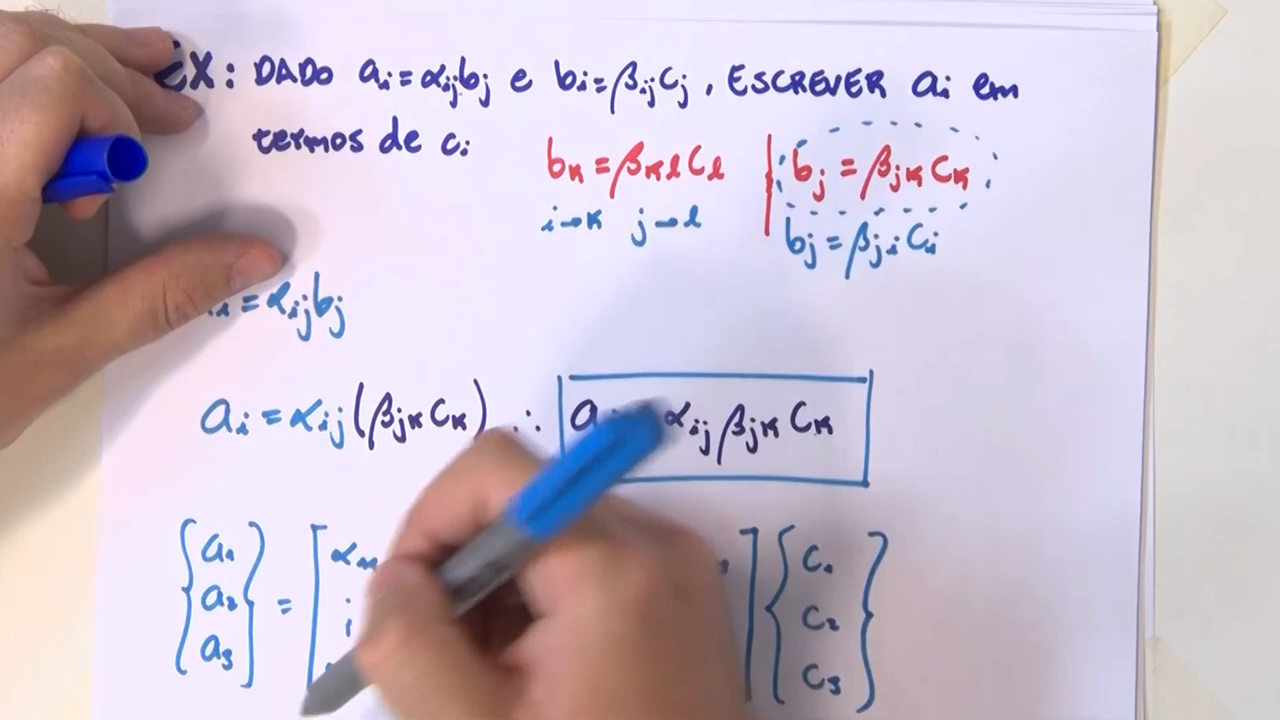 EX: DADO aᵢ=αᵢⱼbⱼ e bᵢ=βᵢⱼcⱼ, ESCREVER aᵢ em
termos de cᵢ
bₖ=βₖₗcₗ bⱼ=βⱼₖcₖ
i→k j→l bⱼ=βⱼᵢcᵢ
ᵢ=αᵢⱼbⱼ
aᵢ=αᵢⱼ(βⱼₖcₖ) ∴ a αᵢⱼβⱼₖcₖ
a₁ c₁
a₂ = c₂
a₃ c₃